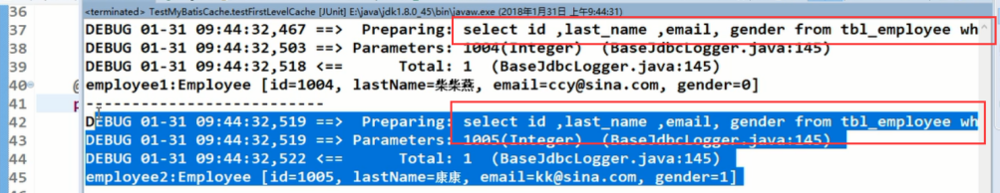 <terminated> TestMyBatisCache.testFirstLevelCache [JUnit] E:\java\jdk1.8.0_45\bin\javaw.exe (2018年1月31日 上午9:44:31)
36
37 DEBUG 01-31 09:44:32,467 ==>  Preparing: select id ,last_name ,email, gender from tbl_employee wh
38 DEBUG 01-31 09:44:32,503 ==> Parameters: 1004(Integer)  (BaseJdbcLogger.java:145)
39 DEBUG 01-31 09:44:32,518 <==      Total: 1  (BaseJdbcLogger.java:145)
40 @ employee1:Employee [id=1004, lastName=柴柴燕, email=ccy@sina.com, gender=0]
41 p --------------------------
42 DEBUG 01-31 09:44:32,519 ==>  Preparing: select id ,last_name ,email, gender from tbl_employee wh
43 DEBUG 01-31 09:44:32,519 ==> Parameters: 1005(Integer)  (BaseJdbcLogger.java:145)
44 DEBUG 01-31 09:44:32,522 <==      Total: 1  (BaseJdbcLogger.java:145)
45 employee2:Employee [id=1005, lastName=康康, email=kk@sina.com, gender=1]